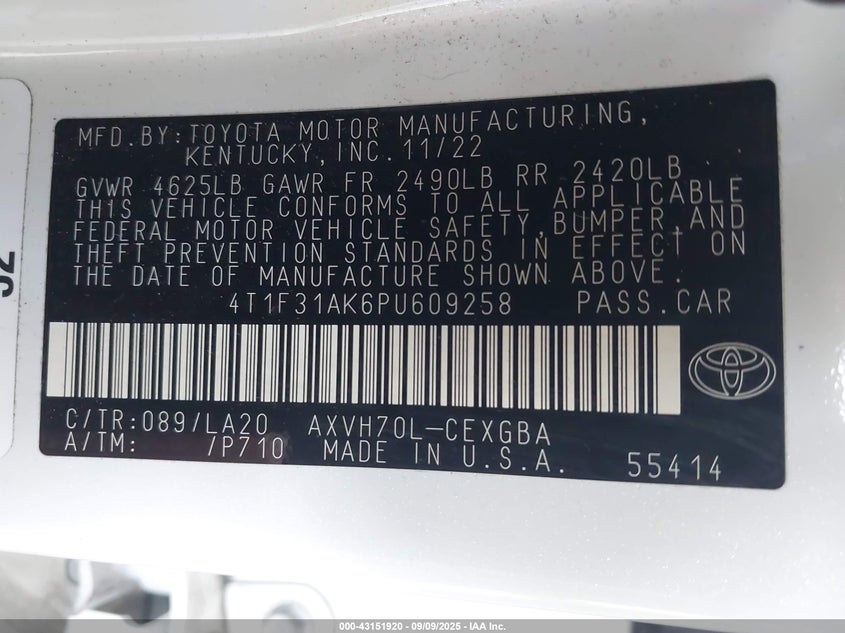 MFD.BY:TOYOTA MOTOR MANUFACTURING,
KENTUCKY,INC.11/22
GVWR 4625LB GAWR FR 2490LB RR 2420LB
THIS VEHICLE CONFORMS TO ALL APPLICABLE
FEDERAL MOTOR VEHICLE SAFETY,BUMPER,AND
THEFT PREVENTION STANDARDS IN EFFECT ON
THE DATE OF MANUFACTURE SHOWN ABOVE.
4T1F31AK6PU609258 PASS.CAR
C/TR:089/LA20 AXVH70L-CEXGBA
A/TM: /P710 MADE IN U.S.A. 55414
000-43151920 - 09/09/2025 - IAA Inc.